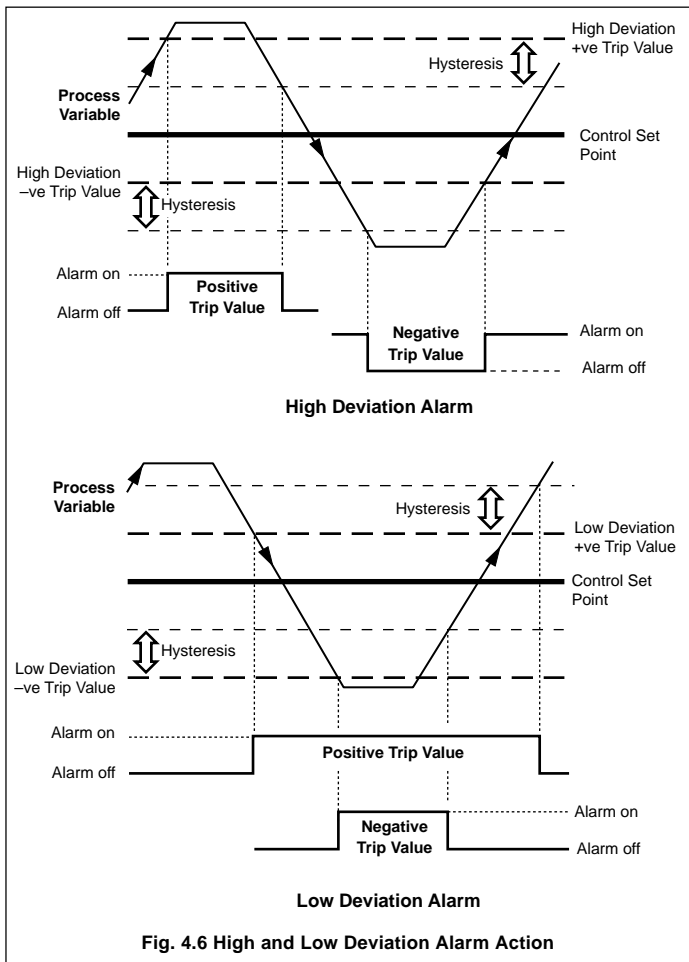 High Deviation
+ve Trip Value
Hysteresis
Process
Variable
Control Set
Point
High Deviation
–ve Trip Value
Hysteresis
Alarm on
Positive
Trip Value
Alarm off
Negative
Trip Value
Alarm on
Alarm off
High Deviation Alarm
Process
Variable
Hysteresis
Low Deviation
+ve Trip Value
Control Set
Point
Hysteresis
Low Deviation
–ve Trip Value
Alarm on
Positive Trip Value
Alarm off
Negative
Trip Value
Alarm on
Alarm off
Low Deviation Alarm
Fig. 4.6 High and Low Deviation Alarm Action